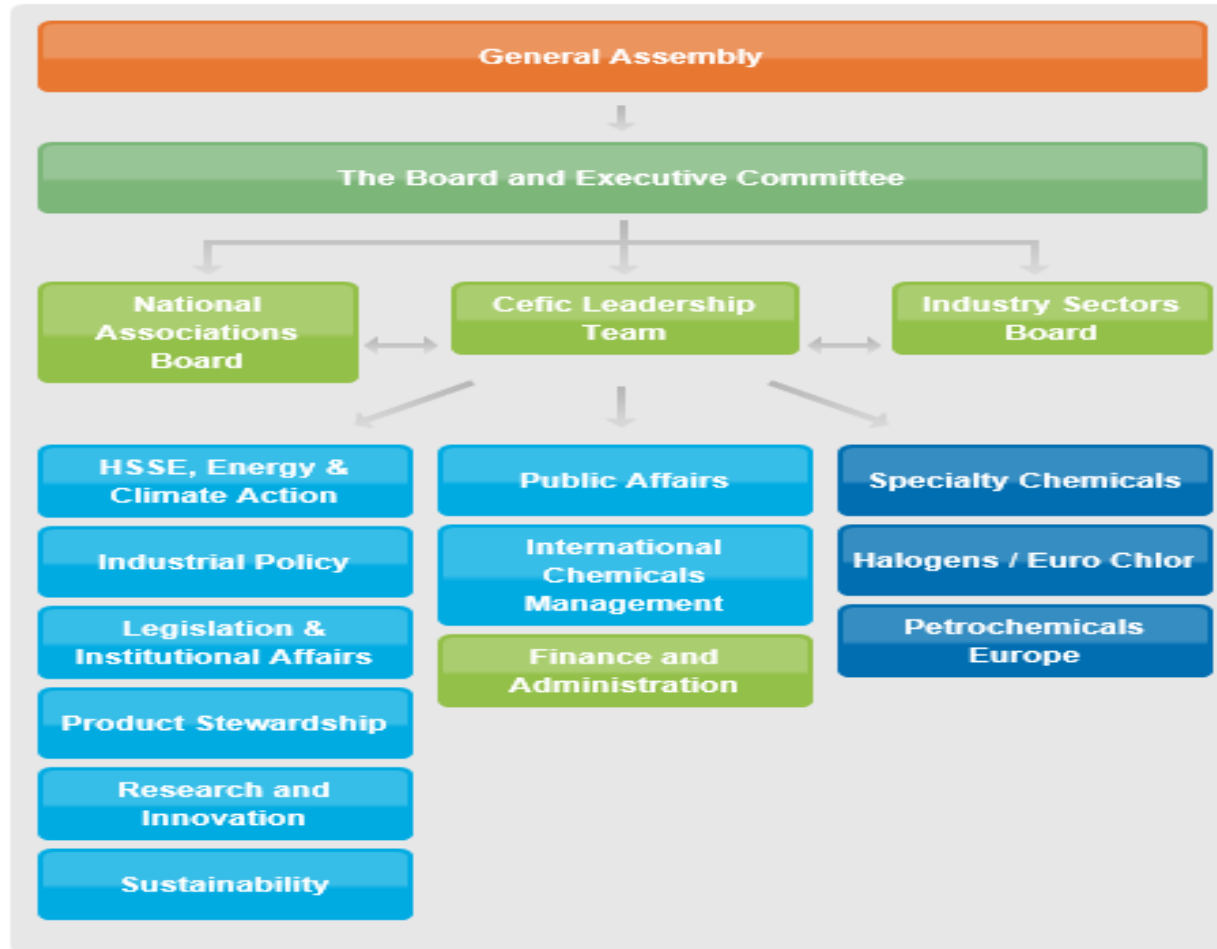 General Assembly
The Board and Executive Committee
National
Associations
Board
Cefic Leadership
Team
Industry Sectors
Board
HSSE, Energy &
Climate Action
Industrial Policy
Legislation &
Institutional Affairs
Product Stewardship
Research and
Innovation
Sustainability
Public Affairs
International
Chemicals
Management
Finance and
Administration
Specialty Chemicals
Halogens / Euro Chlor
Petrochemicals
Europe